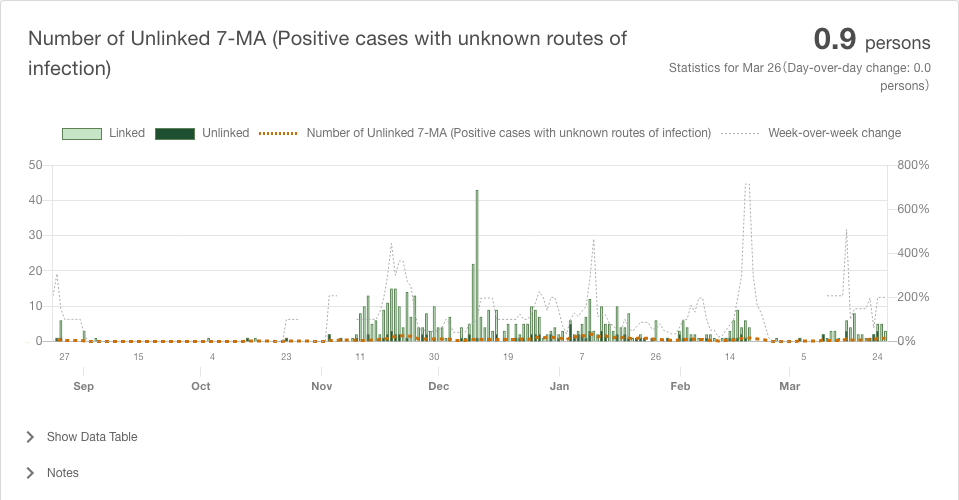 Number of Unlinked 7-MA (Positive cases with unknown routes of
infection)
0.9 persons
Statistics for Mar 26(Day-over-day change: 0.0
persons)
Linked Unlinked Number of Unlinked 7-MA (Positive cases with unknown routes of infection) Week-over-week change
50 800%
40 600%
30 400%
20 200%
10
0 0%
27 15 4 23 11 30 19 7 26 14 5 24
Sep Oct Nov Dec Jan Feb Mar
Show Data Table
Notes